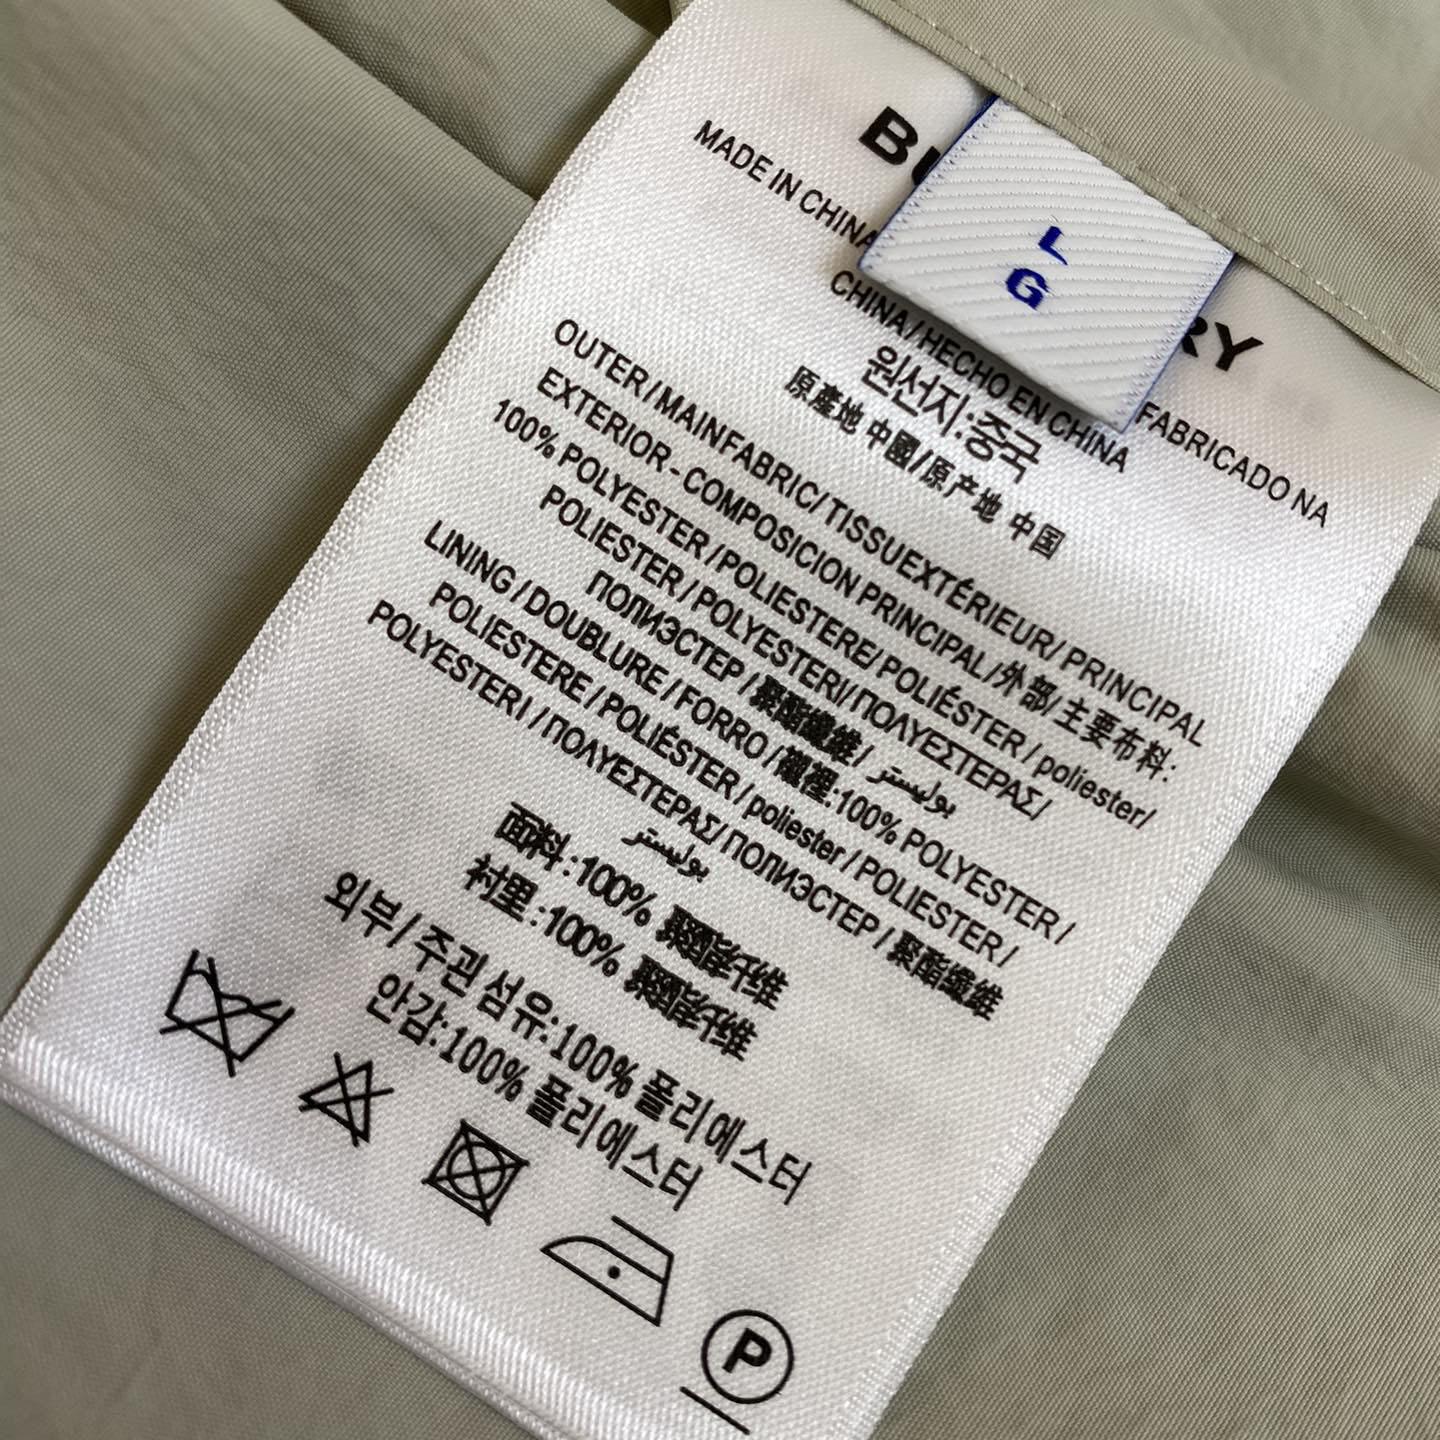 BU RY
L
G
MADE IN CHINA FABRICADO NA
CHINA/HECHO EN CHINA
원선지:중국
原產地 中國/原产地 中国
OUTER/MAINFABRIC/TISSUEXTÉRIEUR/PRINCIPAL
EXTERIOR-COMPOSICION PRINCIPAL/外部/主要布料:
100% POLYESTER/POLIESTERE/POLIÉSTER/poliester/
POLIESTER/POLYESTERI/ΠΟΛΥΕΣΤΕΡΑΣ/
ПОЛИЭСТЕР/聚酯纖維/بوليستر
LINING/DOUBLURE/FORRO/襯裡:100% POLYESTER/
POLIESTERE/POLIÉSTER/poliester/POLIESTER/
POLYESTERI/ΠΟΛΥΕΣΤΕΡΑΣ/ПОЛИЭСТЕР/聚酯纖維
بوليستر
面料:100% 聚酯纤维
衬里:100% 聚酯纤维
외부/주괸 섬유:100% 폴리에스터
안감:100% 폴리에스터
P